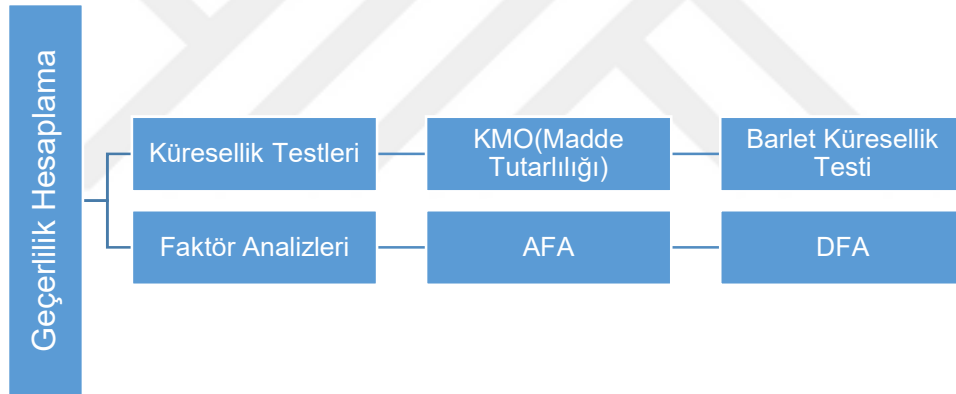 Geçerlilik Hesaplama
Küresellik Testleri
KMO(Madde
Tutarlılığı)
Barlet Küresellik
Testi
Faktör Analizleri
AFA
DFA